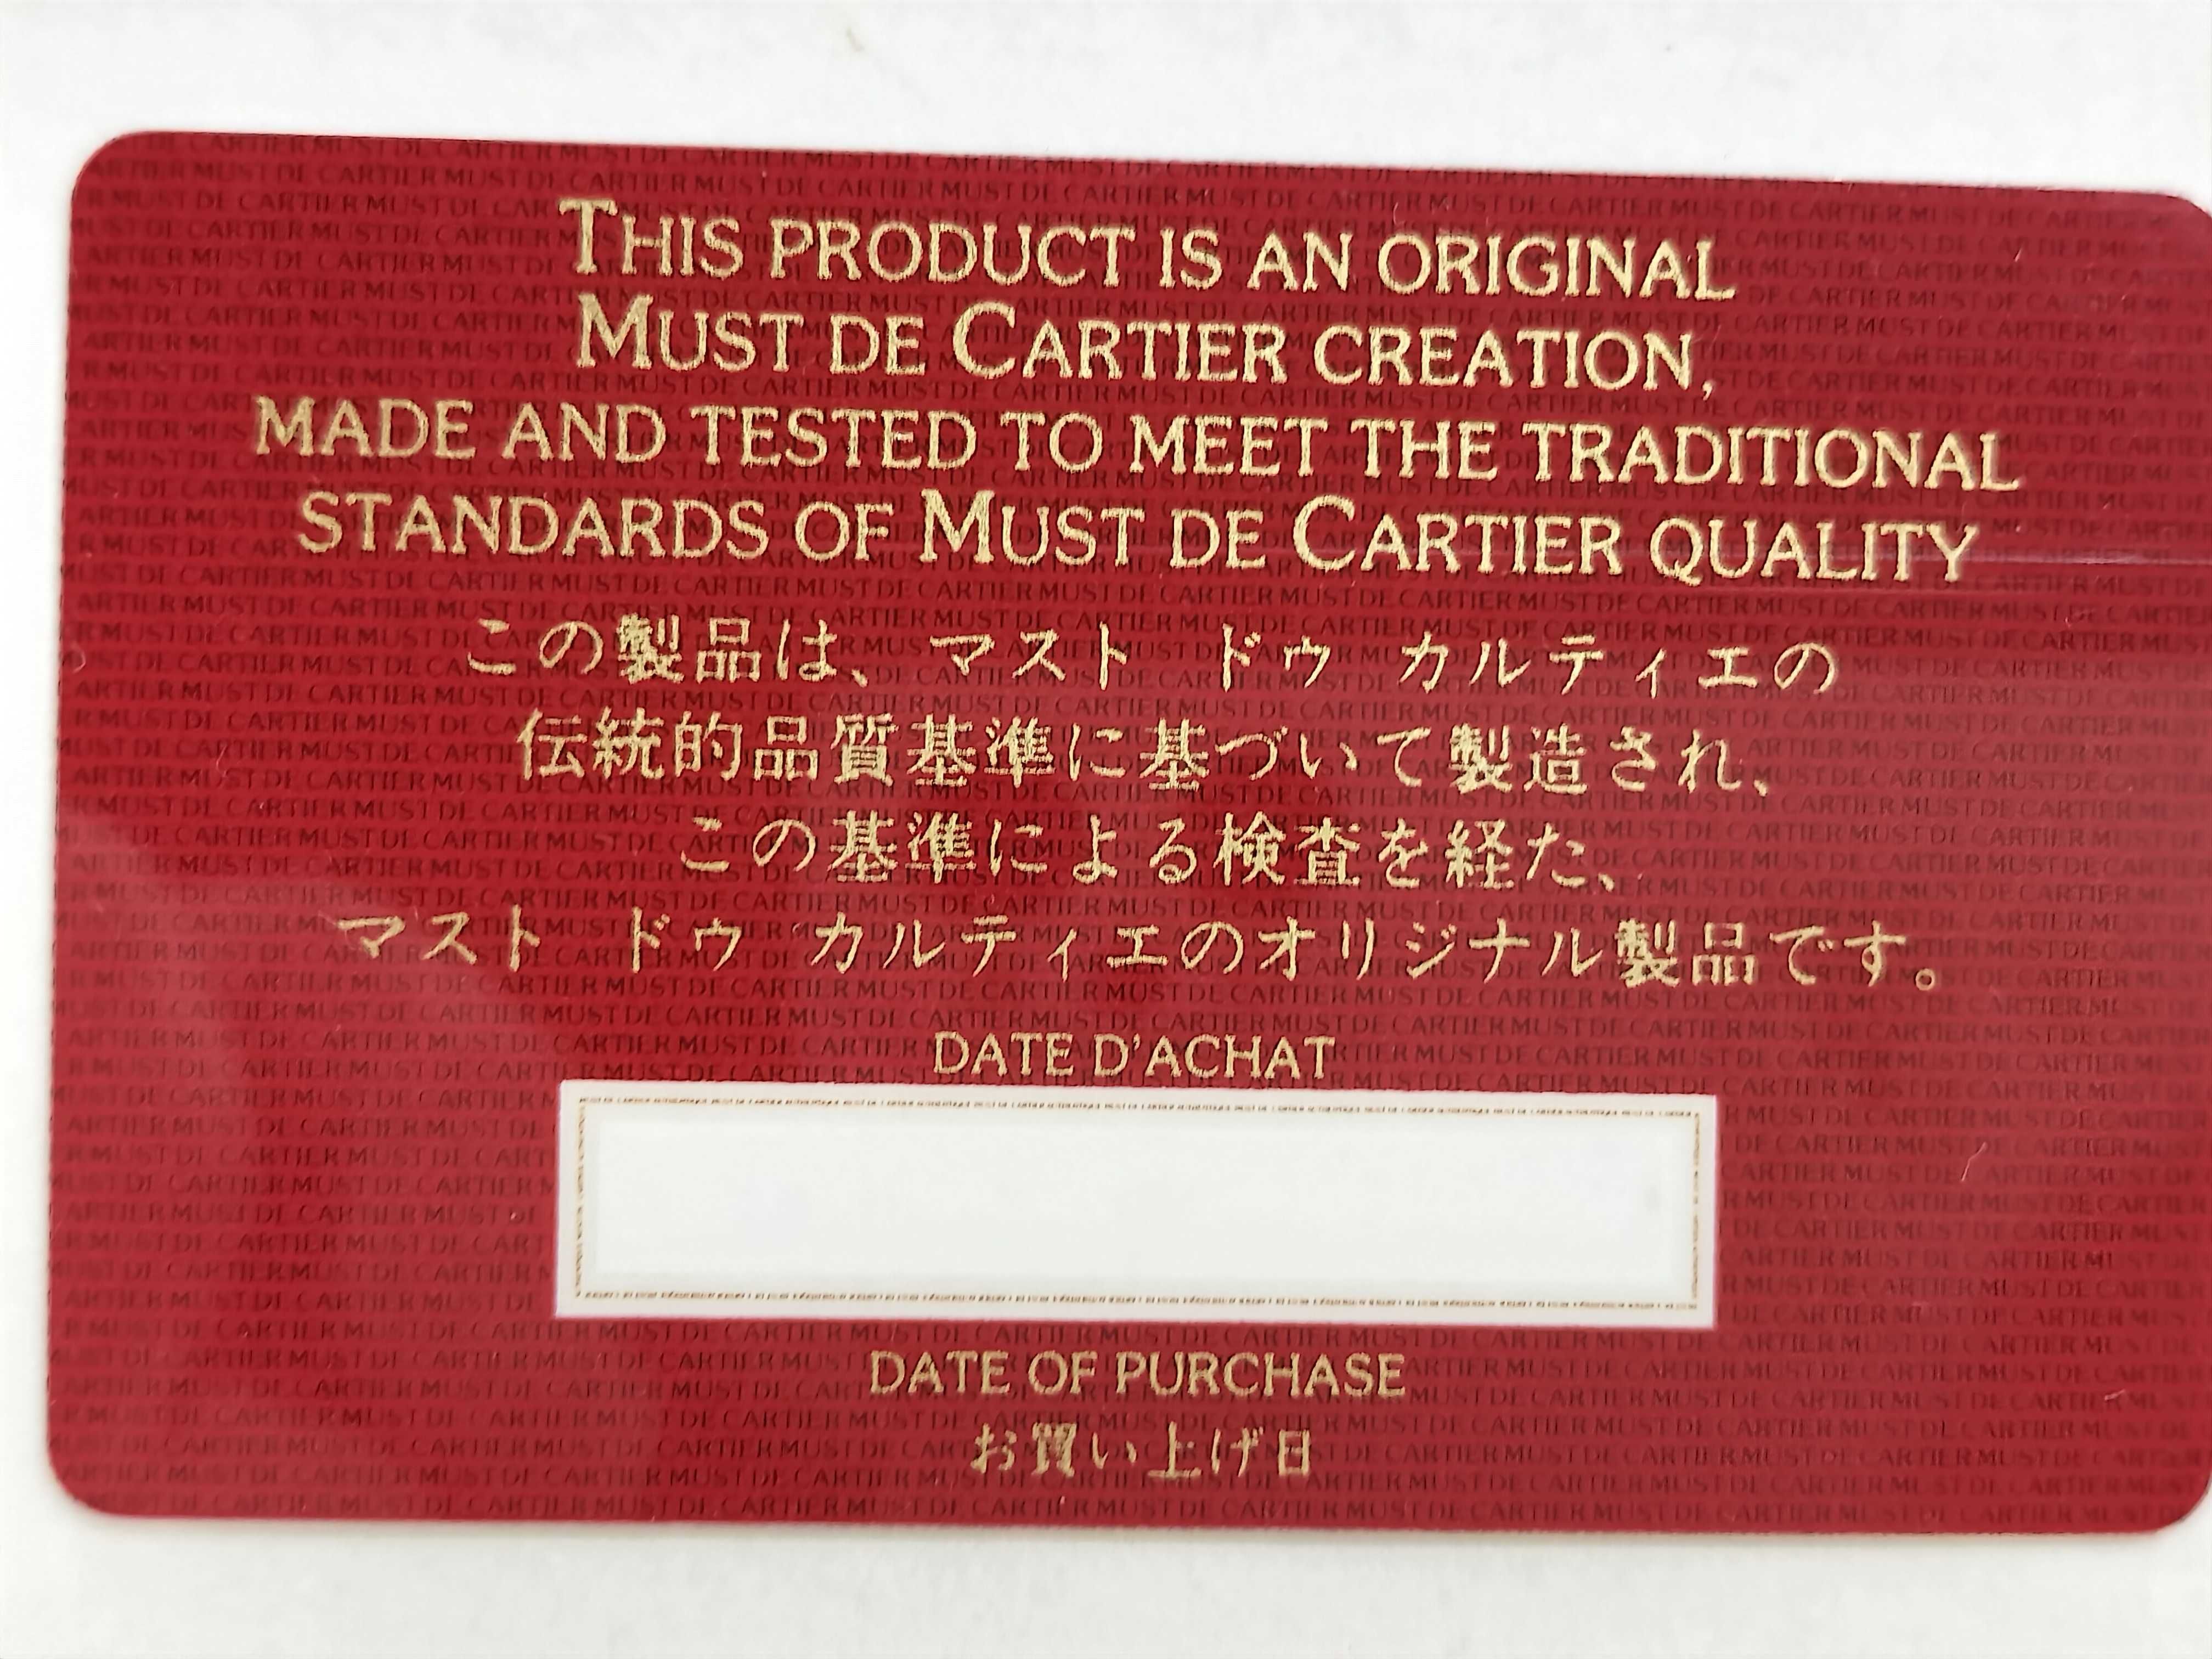 THIS PRODUCT IS AN ORIGINAL
MUST DE CARTIER CREATION,
MADE AND TESTED TO MEET THE TRADITIONAL
STANDARDS OF MUST DE CARTIER QUALITY
この製品は、マスト ドゥ カルティエの
伝統的品質基準に基づいて製造され、
この基準による検査を経た、
マスト ドゥ カルティエのオリジナル製品です。
DATE D'ACHAT
DATE OF PURCHASE
お買い上げ日